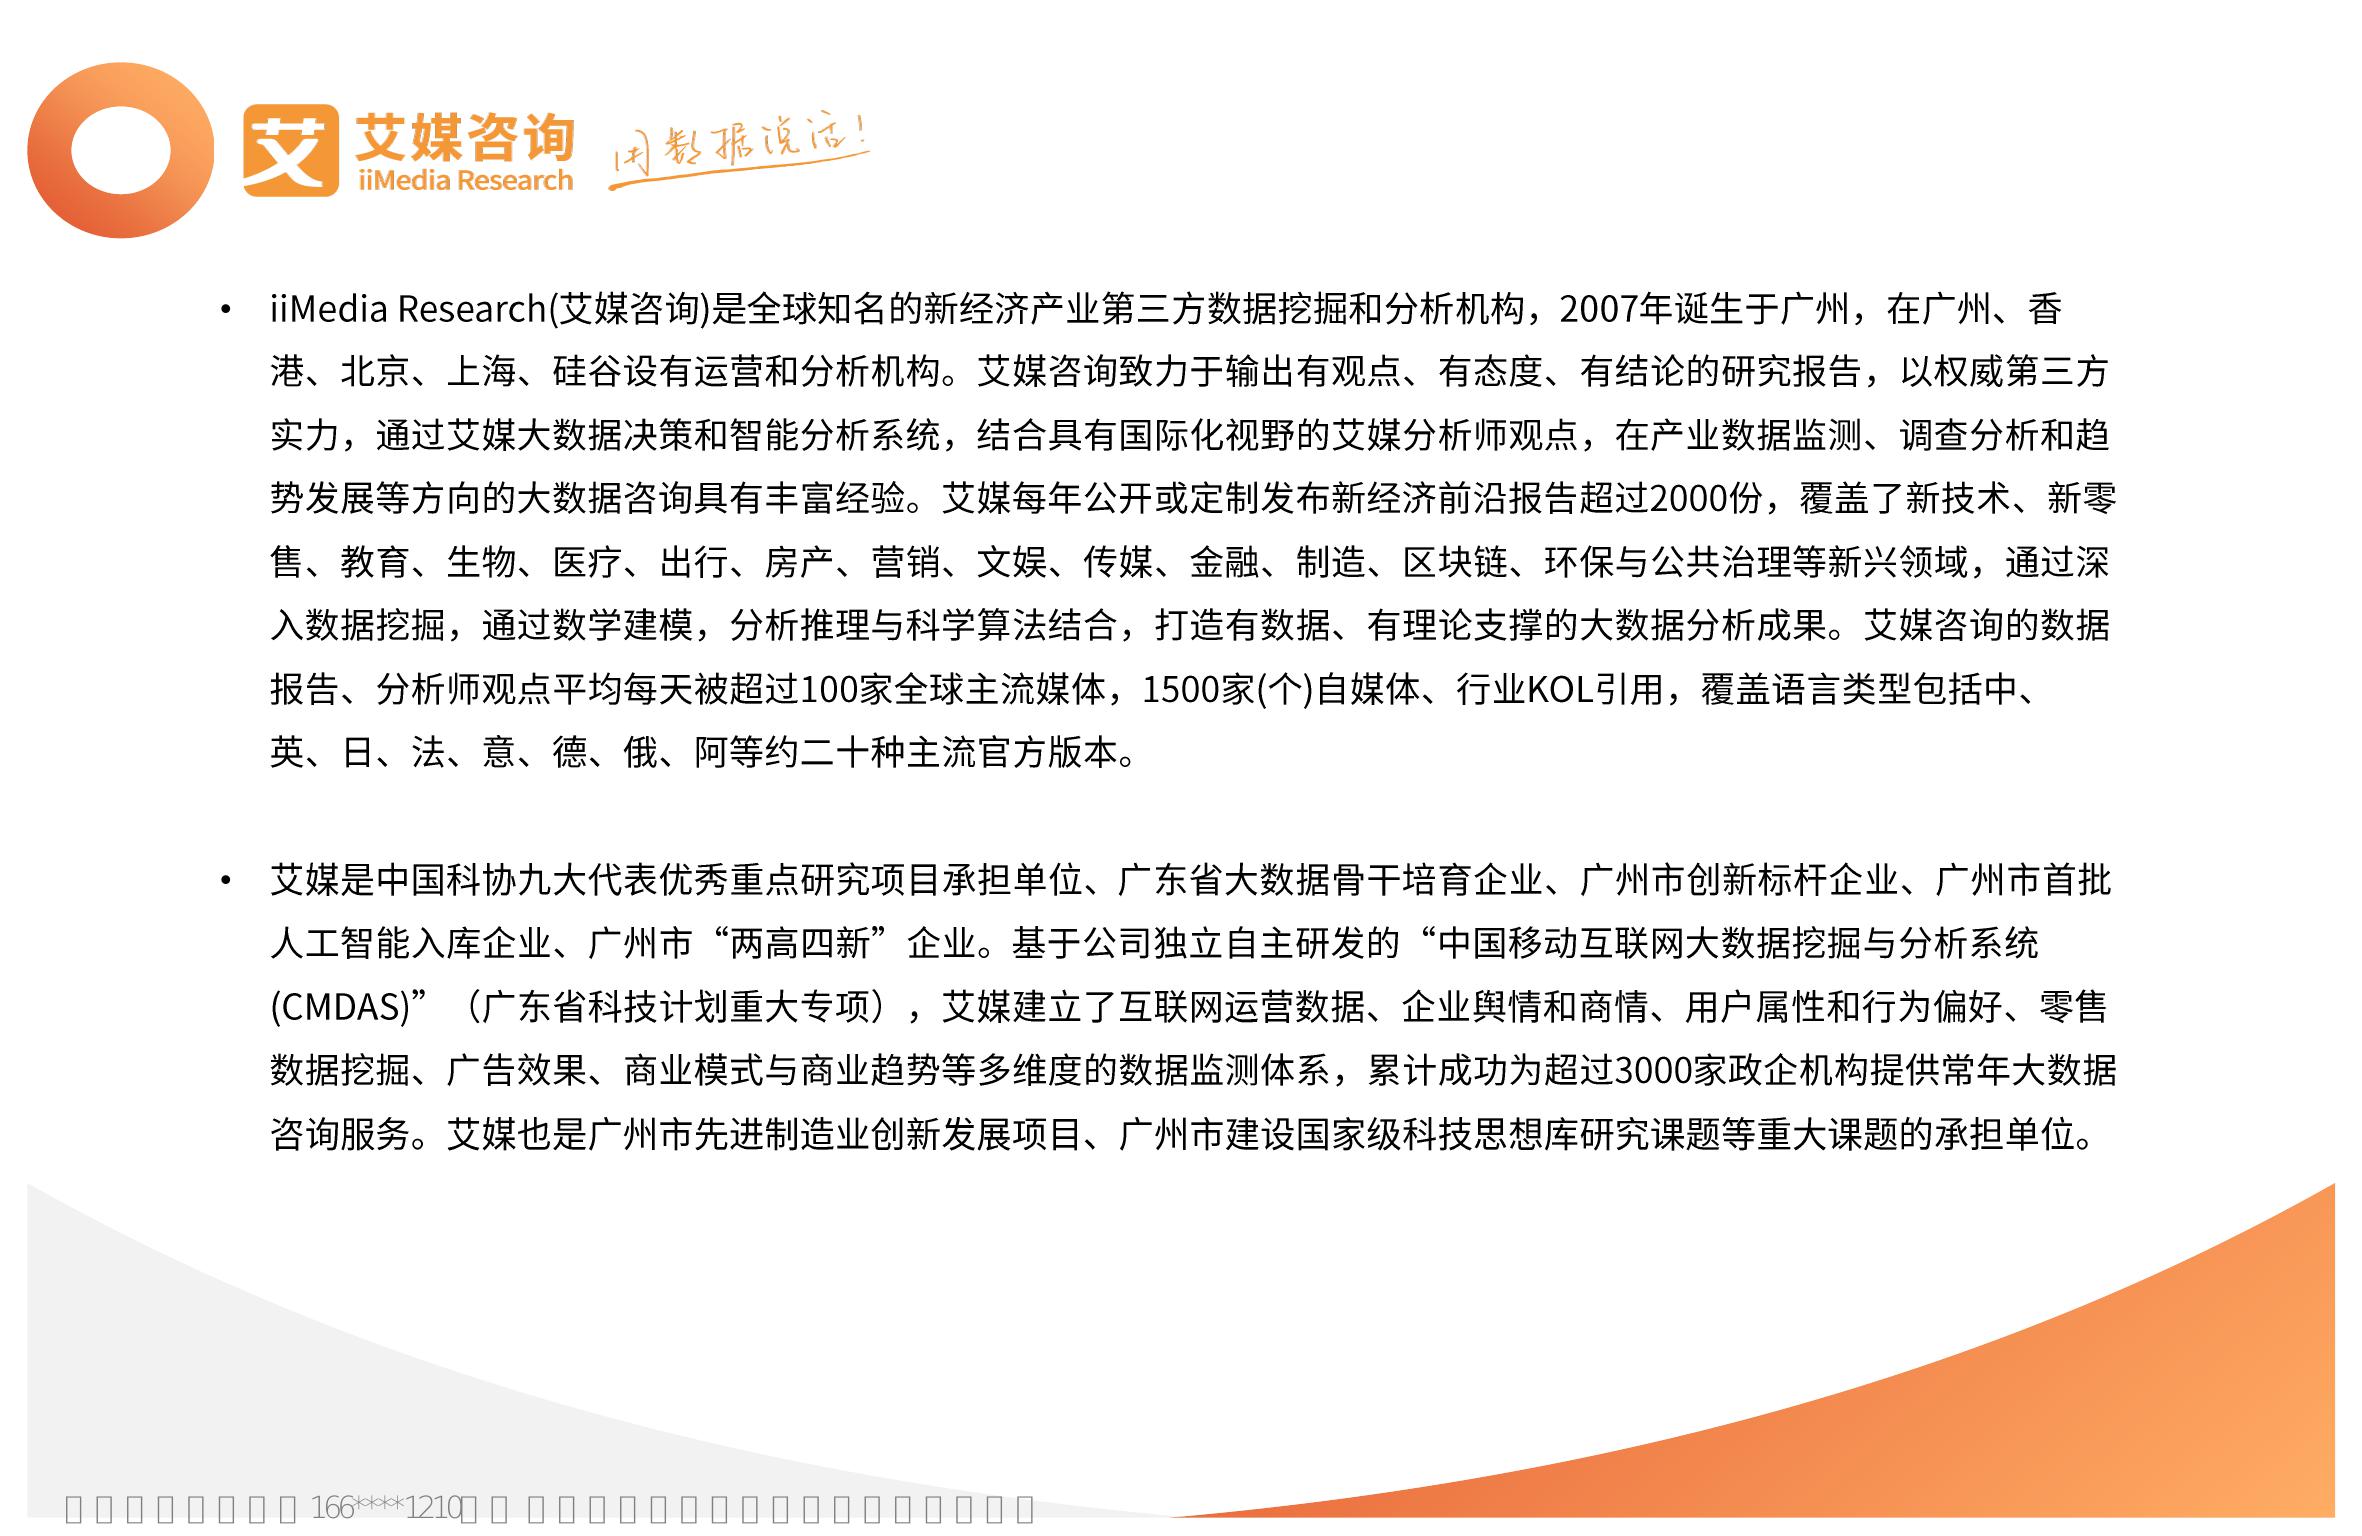 艾 艾媒咨询
iiMedia Research
用数据说话！
• iiMedia Research(艾媒咨询)是全球知名的新经济产业第三方数据挖掘和分析机构，2007年诞生于广州，在广州、香
港、北京、上海、硅谷设有运营和分析机构。艾媒咨询致力于输出有观点、有态度、有结论的研究报告，以权威第三方
实力，通过艾媒大数据决策和智能分析系统，结合具有国际化视野的艾媒分析师观点，在产业数据监测、调查分析和趋
势发展等方向的大数据咨询具有丰富经验。艾媒每年公开或定制发布新经济前沿报告超过2000份，覆盖了新技术、新零
售、教育、生物、医疗、出行、房产、营销、文娱、传媒、金融、制造、区块链、环保与公共治理等新兴领域，通过深
入数据挖掘，通过数学建模，分析推理与科学算法结合，打造有数据、有理论支撑的大数据分析成果。艾媒咨询的数据
报告、分析师观点平均每天被超过100家全球主流媒体，1500家(个)自媒体、行业KOL引用，覆盖语言类型包括中、
英、日、法、意、德、俄、阿等约二十种主流官方版本。
• 艾媒是中国科协九大代表优秀重点研究项目承担单位、广东省大数据骨干培育企业、广州市创新标杆企业、广州市首批
人工智能入库企业、广州市“两高四新”企业。基于公司独立自主研发的“中国移动互联网大数据挖掘与分析系统
(CMDAS)”（广东省科技计划重大专项），艾媒建立了互联网运营数据、企业舆情和商情、用户属性和行为偏好、零售
数据挖掘、广告效果、商业模式与商业趋势等多维度的数据监测体系，累计成功为超过3000家政企机构提供常年大数据
咨询服务。艾媒也是广州市先进制造业创新发展项目、广州市建设国家级科技思想库研究课题等重大课题的承担单位。
166****1210